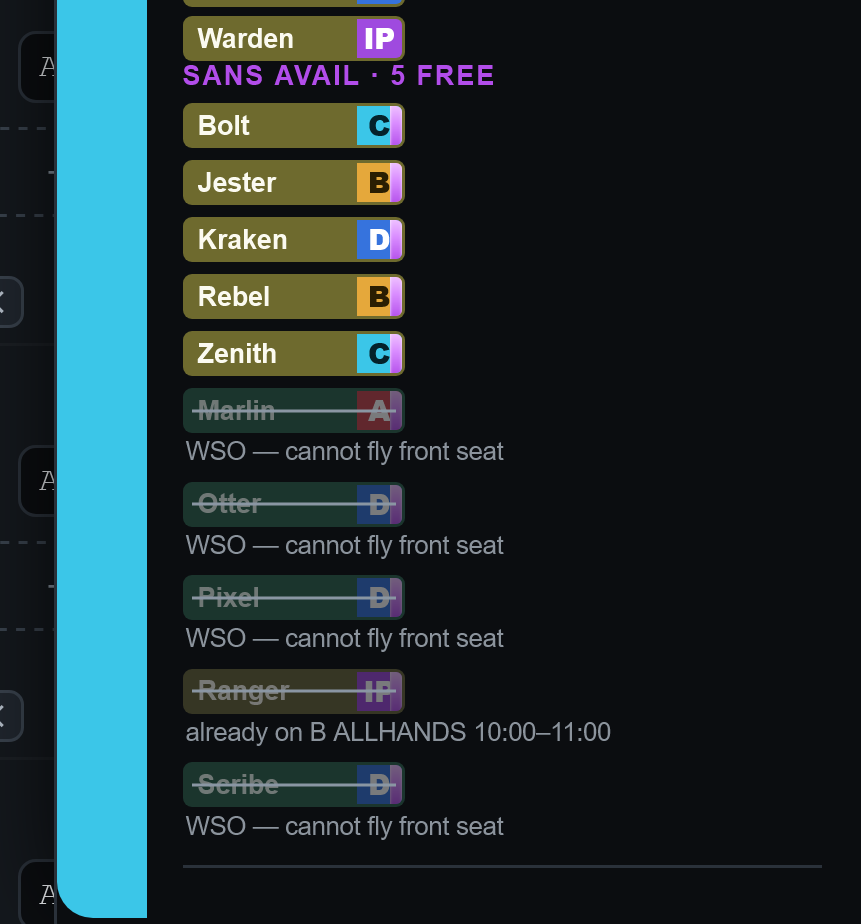 Warden IP
SANS AVAIL · 5 FREE
Bolt C
Jester B
Kraken D
Rebel B
Zenith C
Marlin A
WSO — cannot fly front seat
Otter D
WSO — cannot fly front seat
Pixel D
WSO — cannot fly front seat
Ranger IP
already on B ALLHANDS 10:00–11:00
Scribe D
WSO — cannot fly front seat